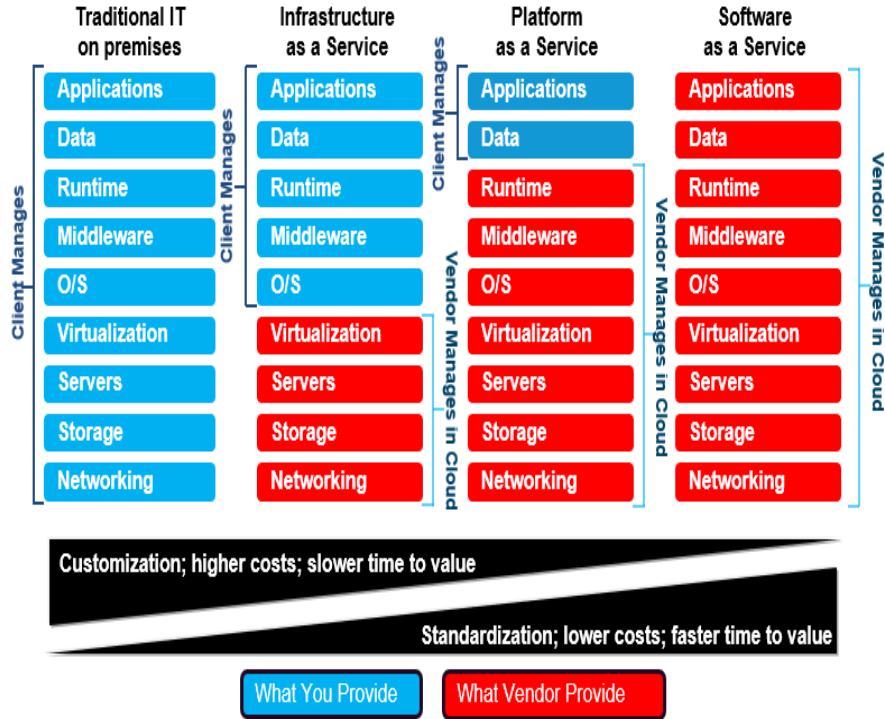 Traditional IT
on premises
Infrastructure
as a Service
Platform
as a Service
Software
as a Service
Client Manages
Applications
Data
Runtime
Middleware
O/S
Virtualization
Servers
Storage
Networking
Client Manages
Applications
Data
Runtime
Middleware
O/S
Virtualization
Servers
Storage
Networking
Vendor Manages in Cloud
Client Manages
Applications
Data
Runtime
Middleware
O/S
Virtualization
Servers
Storage
Networking
Vendor Manages in Cloud
Applications
Data
Runtime
Middleware
O/S
Virtualization
Servers
Storage
Networking
Vendor Manages in Cloud
Customization; higher costs; slower time to value
Standardization; lower costs; faster time to value
What You Provide
What Vendor Provide